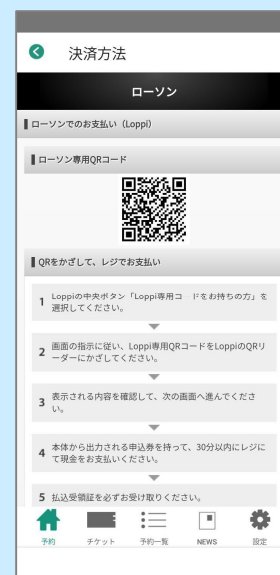 決済方法
ローソン
ローソンでのお支払い（Loppi）
ローソン専用QRコード
QRをかざして、レジでお支払い
1 Loppiの中央ボタン「Loppi専用コードをお持ちの方」を
選択してください。
2 画面の指示に従い、Loppi専用QRコードをLoppiのQRリ
ーダーにかざしてください。
3 表示される内容を確認して、次の画面へ進んでくださ
い。
4 本体から出力される申込券を持って、30分以内にレジに
て現金をお支払いください。
5 払込受領証を必ずお受け取りください。
予約 チケット 予約一覧 NEWS 設定